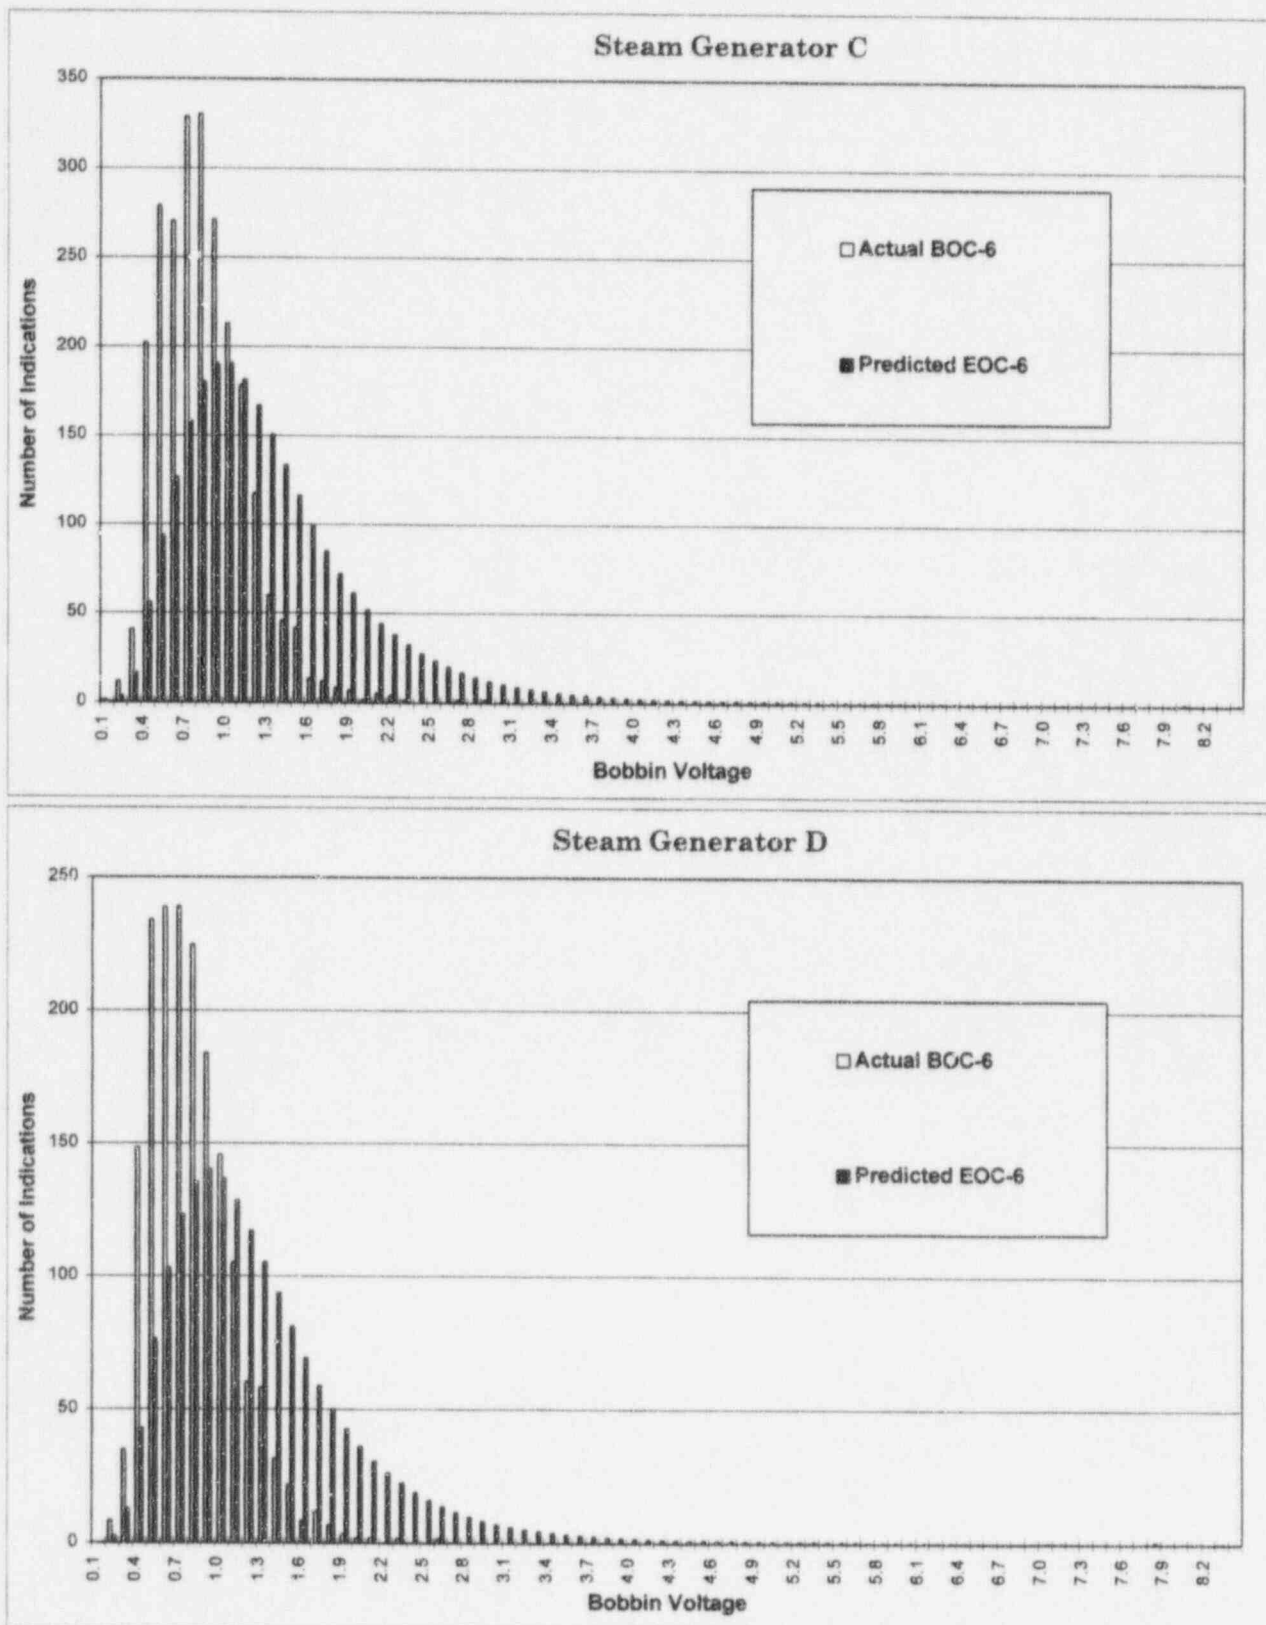 Steam Generator C
350
300
250
200
150
100
50
0
Number of Indications
Actual BOC-6
Predicted EOC-6
0.1 0.4 0.7 1.0 1.3 1.6 1.9 2.2 2.5 2.8 3.1 3.4 3.7 4.0 4.3 4.6 4.9 5.2 5.5 5.8 6.1 6.4 6.7 7.0 7.3 7.6 7.9 8.2
Bobbin Voltage
Steam Generator D
250
200
150
100
50
0
Number of Indications
Actual BOC-6
Predicted EOC-6
0.1 0.4 0.7 1.0 1.3 1.6 1.9 2.2 2.5 2.8 3.1 3.4 3.7 4.0 4.3 4.6 4.9 5.2 5.5 5.8 6.1 6.4 6.7 7.0 7.3 7.6 7.9 8.2
Bobbin Voltage